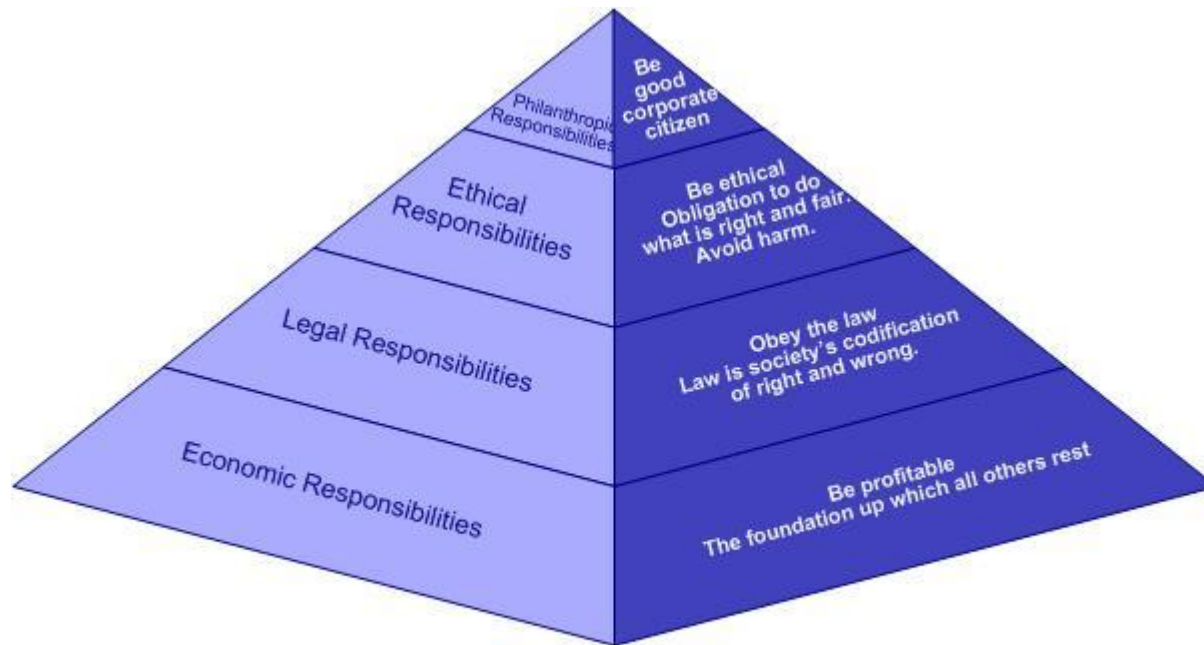 Philanthropic
Responsibilities
Be
good
corporate
citizen
Ethical
Responsibilities
Be ethical
Obligation to do
what is right and fair.
Avoid harm.
Legal Responsibilities
Obey the law
Law is society's codification
of right and wrong.
Economic Responsibilities
Be profitable
The foundation up which all others rest